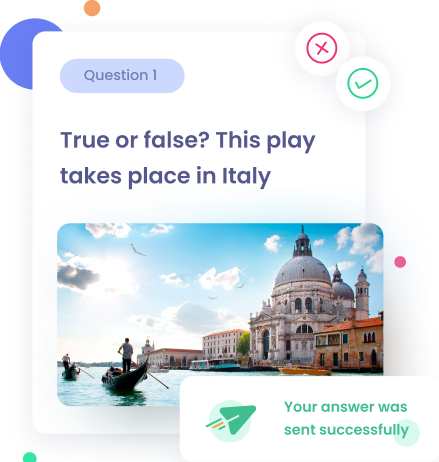 Question 1
True or false? This play
takes place in Italy
Your answer was
sent successfully